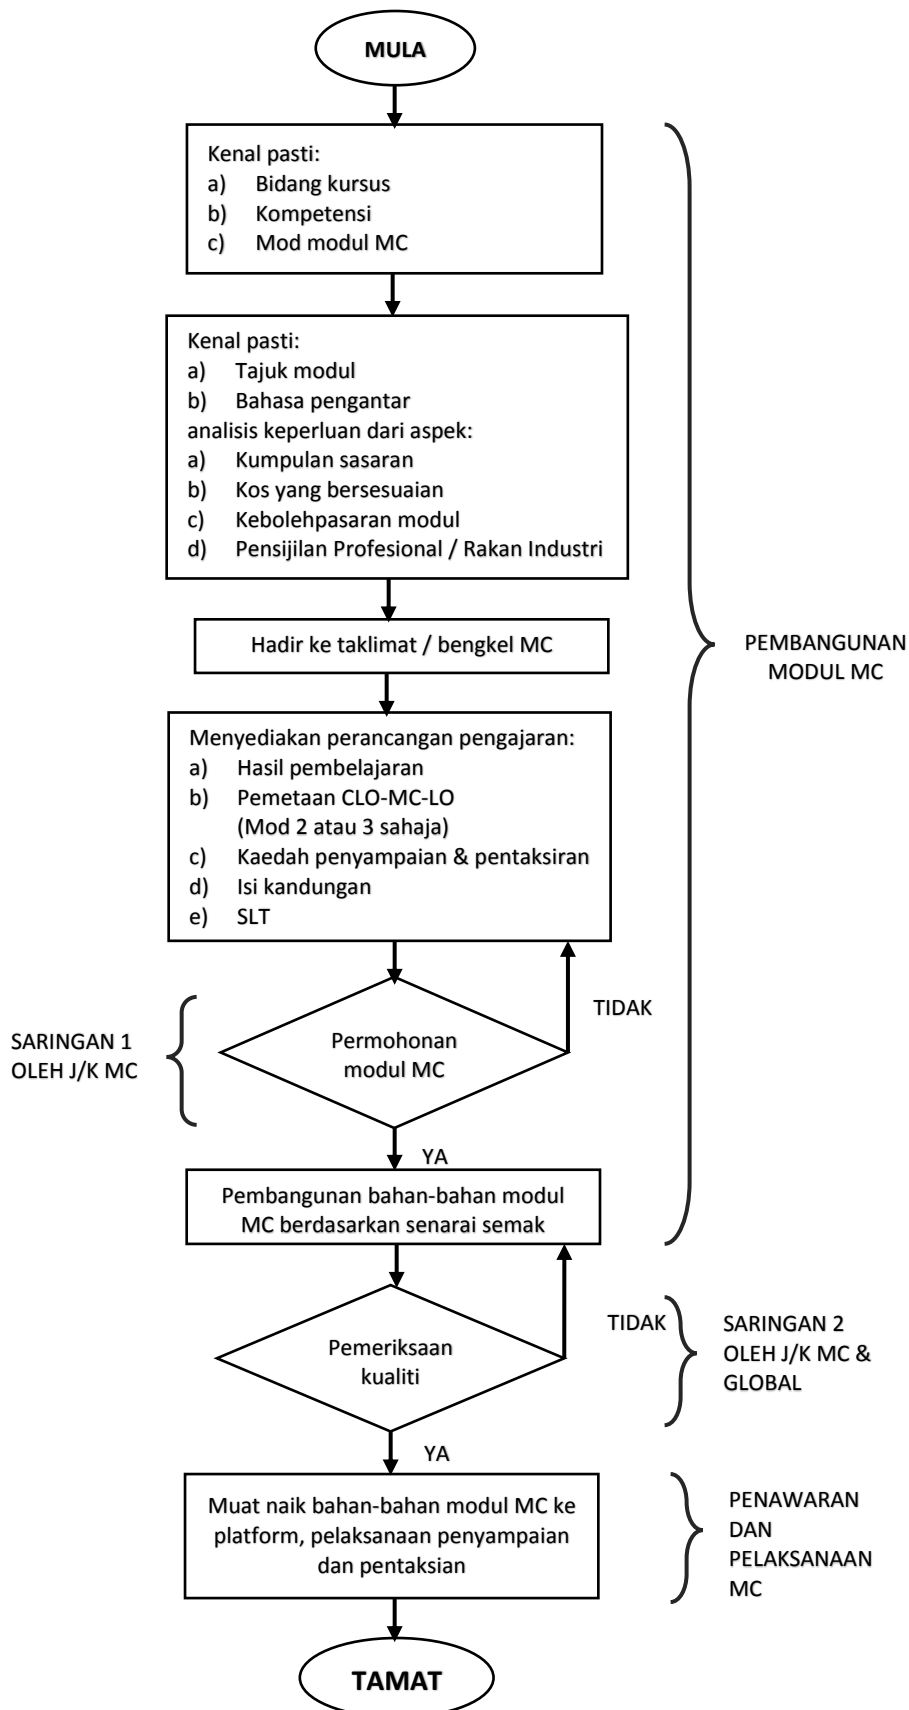 MULA
Kenal pasti:
a) Bidang kursus
b) Kompetensi
c) Mod modul MC
Kenal pasti:
a) Tajuk modul
b) Bahasa pengantar
analisis keperluan dari aspek:
a) Kumpulan sasaran
b) Kos yang bersesuaian
c) Kebolehpasaran modul
d) Pensijilan Profesional / Rakan Industri
Hadir ke taklimat / bengkel MC
PEMBANGUNAN
MODUL MC
Menyediakan perancangan pengajaran:
a) Hasil pembelajaran
b) Pemetaan CLO-MC-LO
(Mod 2 atau 3 sahaja)
c) Kaedah penyampaian & pentaksiran
d) Isi kandungan
e) SLT
TIDAK
SARINGAN 1
OLEH J/K MC
Permohonan
modul MC
YA
Pembangunan bahan-bahan modul
MC berdasarkan senarai semak
TIDAK
Pemeriksaan
kualiti
SARINGAN 2
OLEH J/K MC &
GLOBAL
YA
Muat naik bahan-bahan modul MC ke
platform, pelaksanaan penyampaian
dan pentaksian
PENAWARAN
DAN
PELAKSANAAN
MC
TAMAT